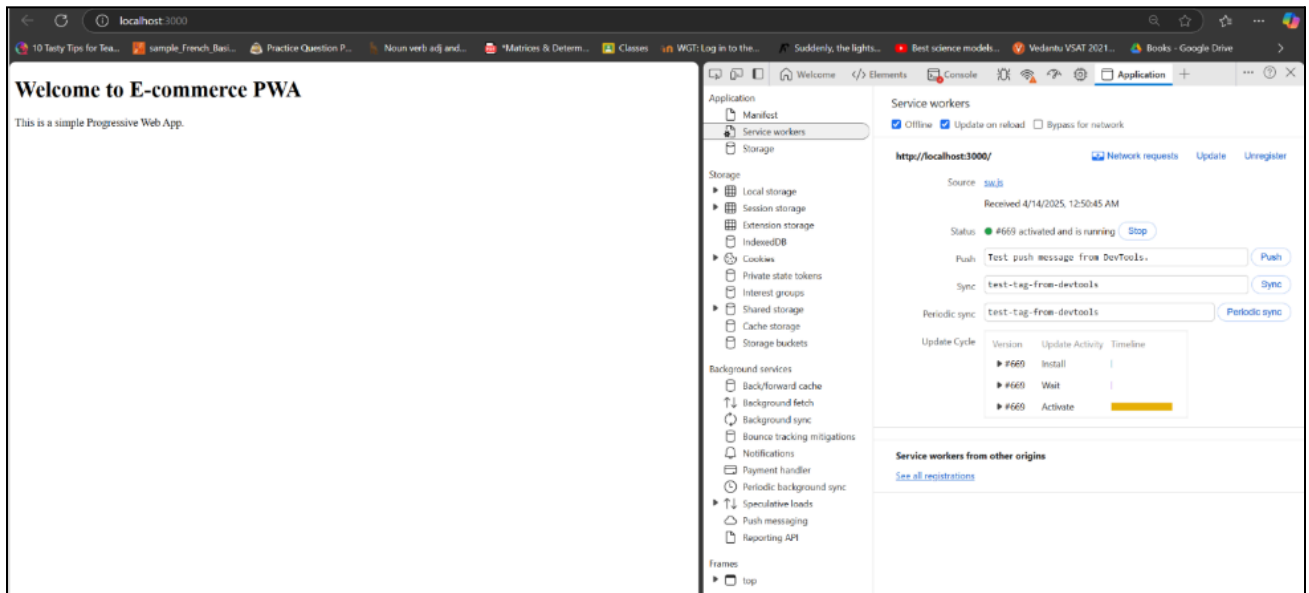 localhost:3000
10 Tasty Tips for Tea... sample_French_Basi... Practice Question P... Noun verb adj and... *Matrices & Determ... Classes WGT: Log in to the... Suddenly, the lights... Best science models... Vedantu VSAT 2021... Books - Google Drive
Welcome to E-commerce PWA
This is a simple Progressive Web App.
Welcome Elements Console Application
Application
Manifest
Service workers
Storage
Storage
Local storage
Session storage
Extension storage
IndexedDB
Cookies
Private state tokens
Interest groups
Shared storage
Cache storage
Storage buckets
Background services
Back/forward cache
Background fetch
Background sync
Bounce tracking mitigations
Notifications
Payment handler
Periodic background sync
Speculative loads
Push messaging
Reporting API
Frames
top
Service workers
Offline Update on reload Bypass for network
http://localhost:3000/ Network requests Update Unregister
Source sw.js
Received 4/14/2025, 12:50:45 AM
Status #669 activated and is running Stop
Push Test push message from DevTools. Push
Sync test-tag-from-devtools Sync
Periodic sync test-tag-from-devtools Periodic sync
Update Cycle Version Update Activity Timeline
#669 Install
#669 Wait
#669 Activate
Service workers from other origins
See all registrations